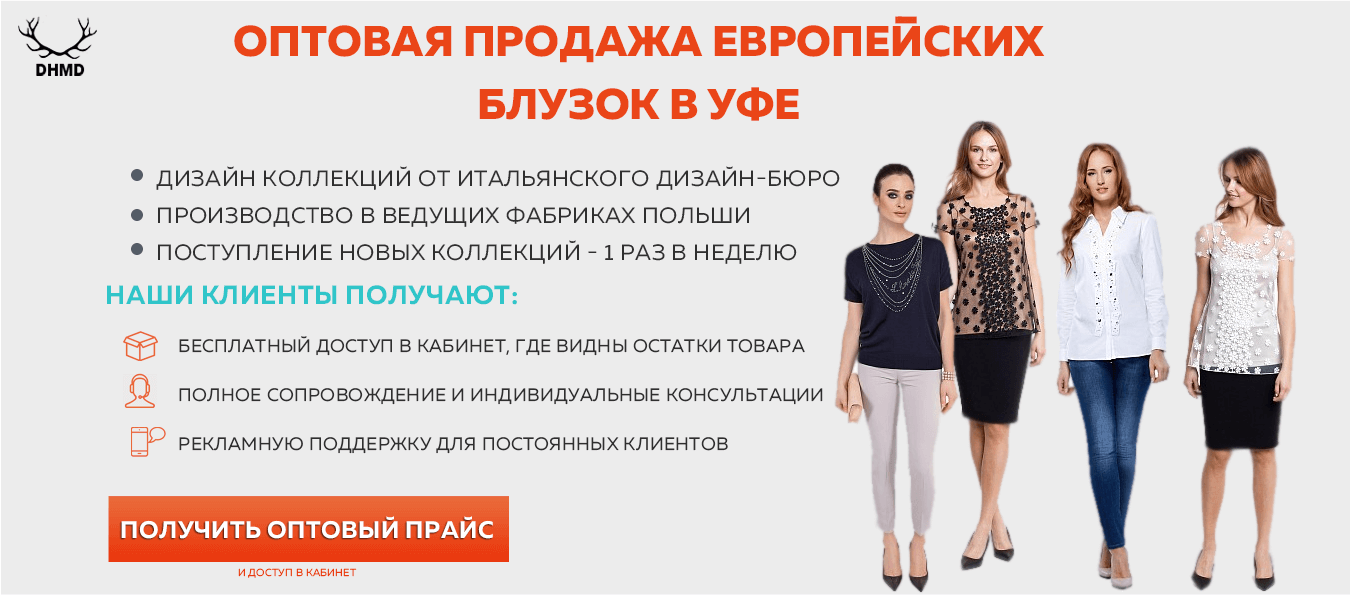 DHMD
ОПТОВАЯ ПРОДАЖА ЕВРОПЕЙСКИХ
БЛУЗОК В УФЕ
ДИЗАЙН КОЛЛЕКЦИЙ ОТ ИТАЛЬЯНСКОГО ДИЗАЙН-БЮРО
ПРОИЗВОДСТВО В ВЕДУЩИХ ФАБРИКАХ ПОЛЬШИ
ПОСТУПЛЕНИЕ НОВЫХ КОЛЛЕКЦИЙ - 1 РАЗ В НЕДЕЛЮ
НАШИ КЛИЕНТЫ ПОЛУЧАЮТ:
БЕСПЛАТНЫЙ ДОСТУП В КАБИНЕТ, ГДЕ ВИДНЫ ОСТАТКИ ТОВАРА
ПОЛНОЕ СОПРОВОЖДЕНИЕ И ИНДИВИДУАЛЬНЫЕ КОНСУЛЬТАЦИИ
РЕКЛАМНУЮ ПОДДЕРЖКУ ДЛЯ ПОСТОЯННЫХ КЛИЕНТОВ
ПОЛУЧИТЬ ОПТОВЫЙ ПРАЙС
И ДОСТУП В КАБИНЕТ